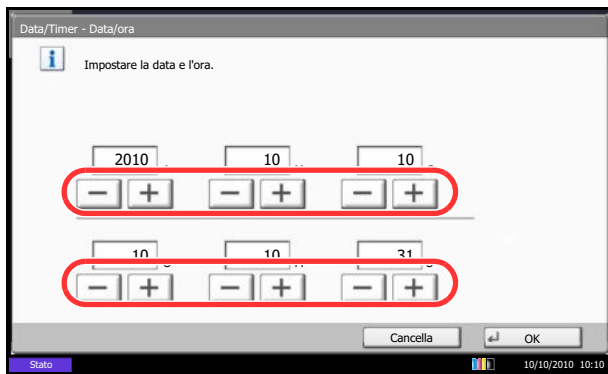 Data/Timer - Data/ora
Impostare la data e l'ora.
2010 10 10
10 10 31
Cancella OK
Stato 10/10/2010 10:10